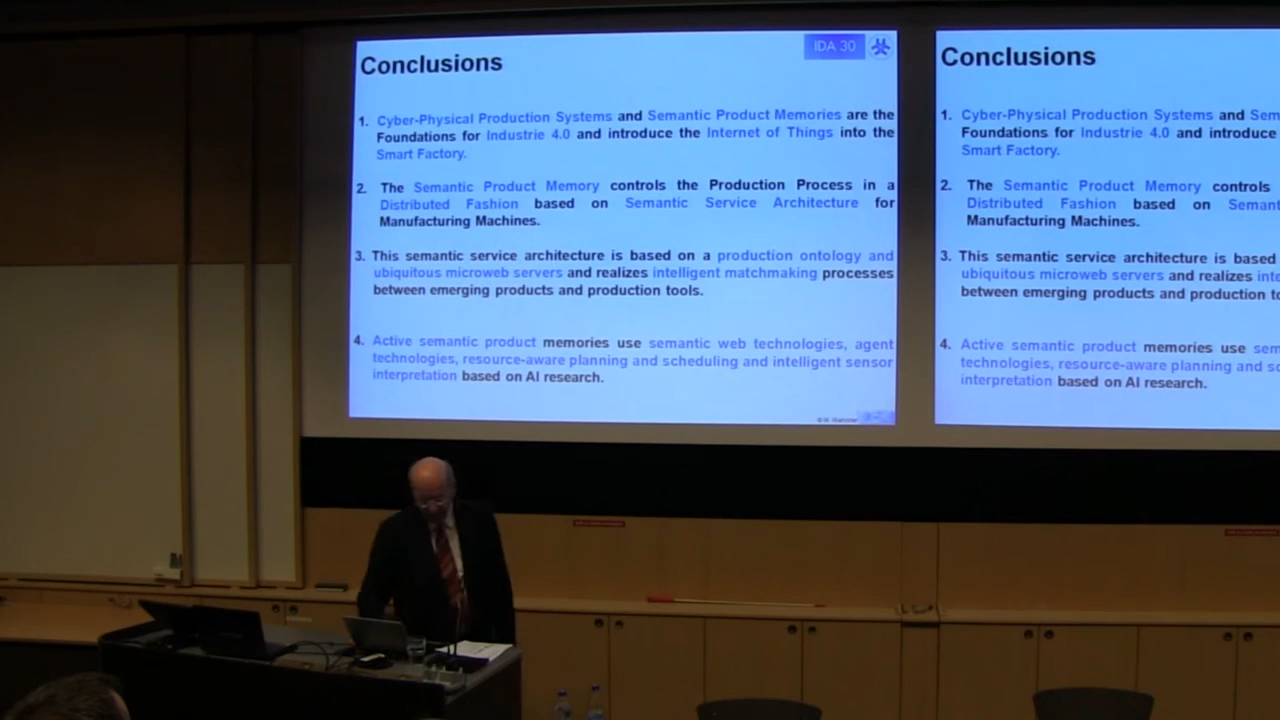 IDA 30
Conclusions
1. Cyber-Physical Production Systems and Semantic Product Memories are the
Foundations for Industrie 4.0 and introduce the Internet of Things into the
Smart Factory.
2. The Semantic Product Memory controls the Production Process in a
Distributed Fashion based on Semantic Service Architecture for
Manufacturing Machines.
3. This semantic service architecture is based on a production ontology and
ubiquitous microweb servers and realizes intelligent matchmaking processes
between emerging products and production tools.
4. Active semantic product memories use semantic web technologies, agent
technologies, resource-aware planning and scheduling and intelligent sensor
interpretation based on AI research.
Conclusions
1. Cyber-Physical Production Systems and Sem
Foundations for Industrie 4.0 and introduce
Smart Factory.
2. The Semantic Product Memory controls
Distributed Fashion based on Semant
Manufacturing Machines.
3. This semantic service architecture is based
ubiquitous microweb servers and realizes inte
between emerging products and production to
4. Active semantic product memories use sem
technologies, resource-aware planning and sc
interpretation based on AI research.